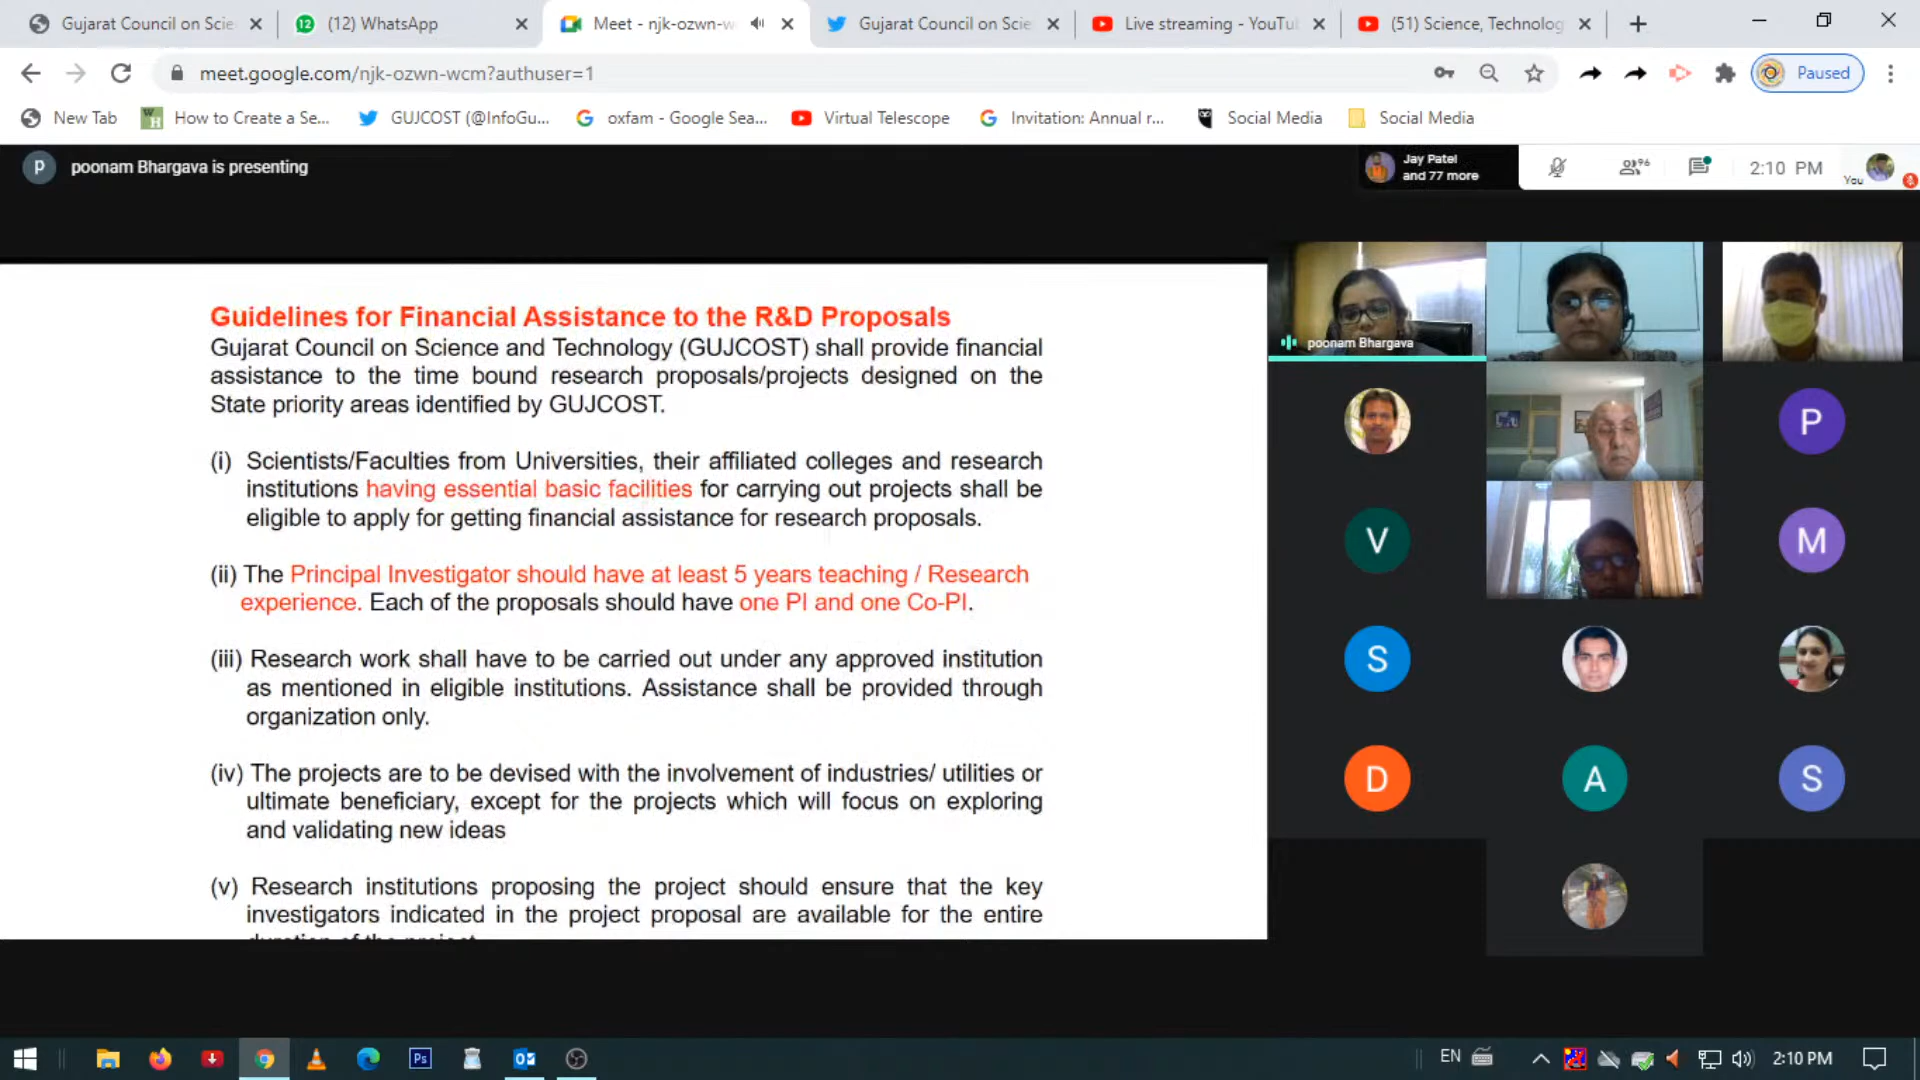 Gujarat Council on Scie
(12) WhatsApp
Meet - njk-ozwn-w
Gujarat Council on Scie
Live streaming - YouTu
(51) Science, Technolog
meet.google.com/njk-ozwn-wcm?authuser=1
Paused
New Tab
How to Create a Se...
GUJCOST (@InfoGu...
oxfam - Google Sea...
Virtual Telescope
Invitation: Annual r...
Social Media
Social Media
P
poonam Bhargava is presenting
Jay Patel
and 77 more
96
2:10 PM
You
Guidelines for Financial Assistance to the R&D Proposals
Gujarat Council on Science and Technology (GUJCOST) shall provide financial
assistance to the time bound research proposals/projects designed on the
State priority areas identified by GUJCOST.
(i) Scientists/Faculties from Universities, their affiliated colleges and research
institutions having essential basic facilities for carrying out projects shall be
eligible to apply for getting financial assistance for research proposals.
(ii) The Principal Investigator should have at least 5 years teaching / Research
experience. Each of the proposals should have one PI and one Co-PI.
(iii) Research work shall have to be carried out under any approved institution
as mentioned in eligible institutions. Assistance shall be provided through
organization only.
(iv) The projects are to be devised with the involvement of industries/ utilities or
ultimate beneficiary, except for the projects which will focus on exploring
and validating new ideas
(v) Research institutions proposing the project should ensure that the key
investigators indicated in the project proposal are available for the entire
duration of the project
poonam Bhargava
P
V
M
S
D
A
S
Ps
EN
2:10 PM